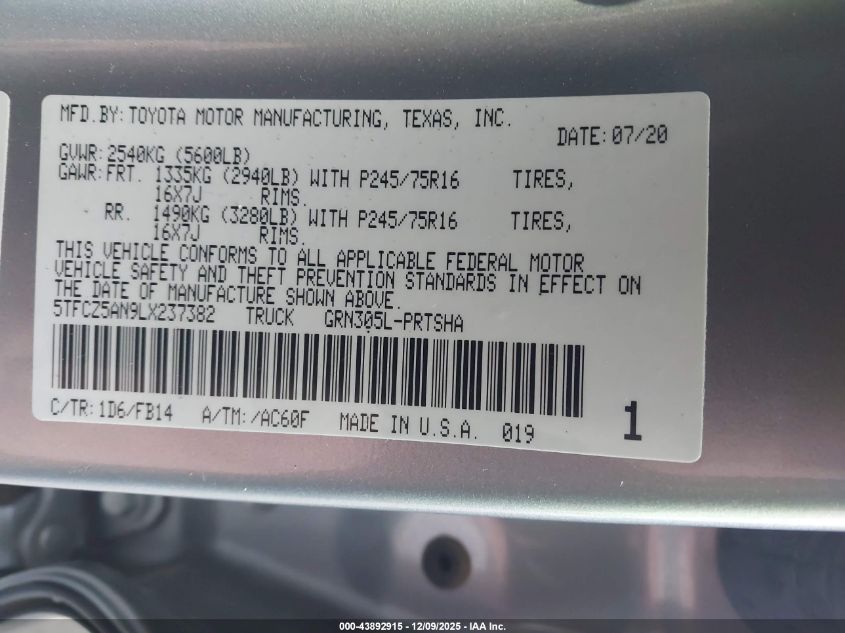 MFD.BY: TOYOTA MOTOR MANUFACTURING, TEXAS, INC.
DATE: 07/20
GVWR: 2540KG (5600LB)
GAWR: FRT. 1335KG (2940LB) WITH P245/75R16 TIRES,
16X7J RIMS.
RR. 1490KG (3280LB) WITH P245/75R16 TIRES,
16X7J RIMS.
THIS VEHICLE CONFORMS TO ALL APPLICABLE FEDERAL MOTOR
VEHICLE SAFETY AND THEFT PREVENTION STANDARDS IN EFFECT ON
THE DATE OF MANUFACTURE SHOWN ABOVE.
5TFCZ5AN9LX237382 TRUCK GRN305L-PRTSHA
C/TR: 1D6/FB14 A/TM: /AC60F MADE IN U.S.A. 019 1
000-43892915 - 12/09/2025 - IAA Inc.